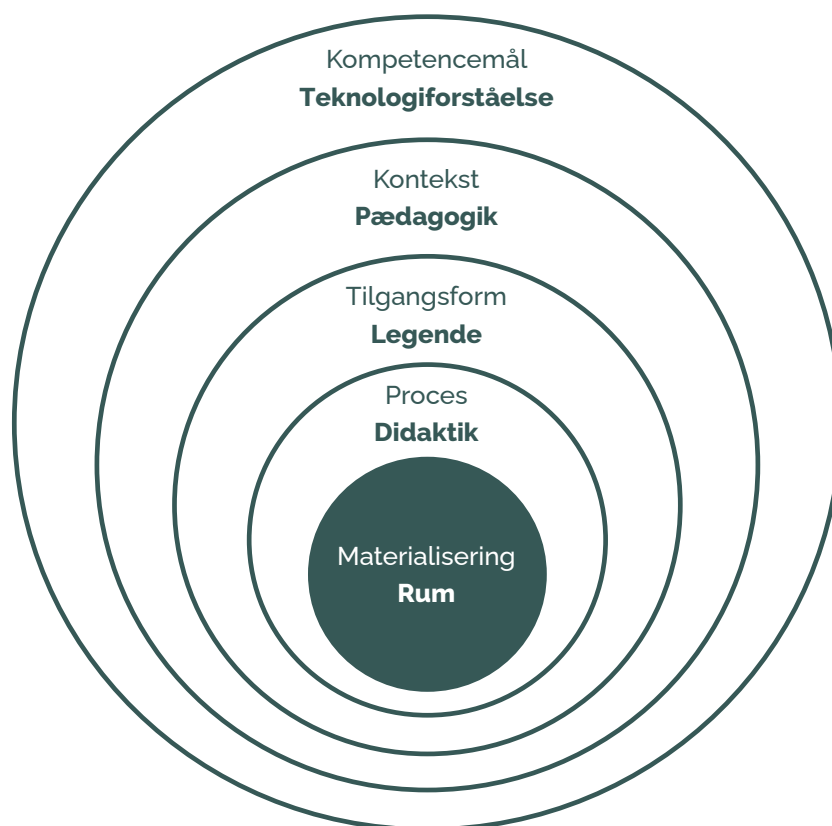 Kompetencemål
Teknologiforståelse
Kontekst
Pædagogik
Tilgangsform
Legende
Proces
Didaktik
Materialisering
Rum